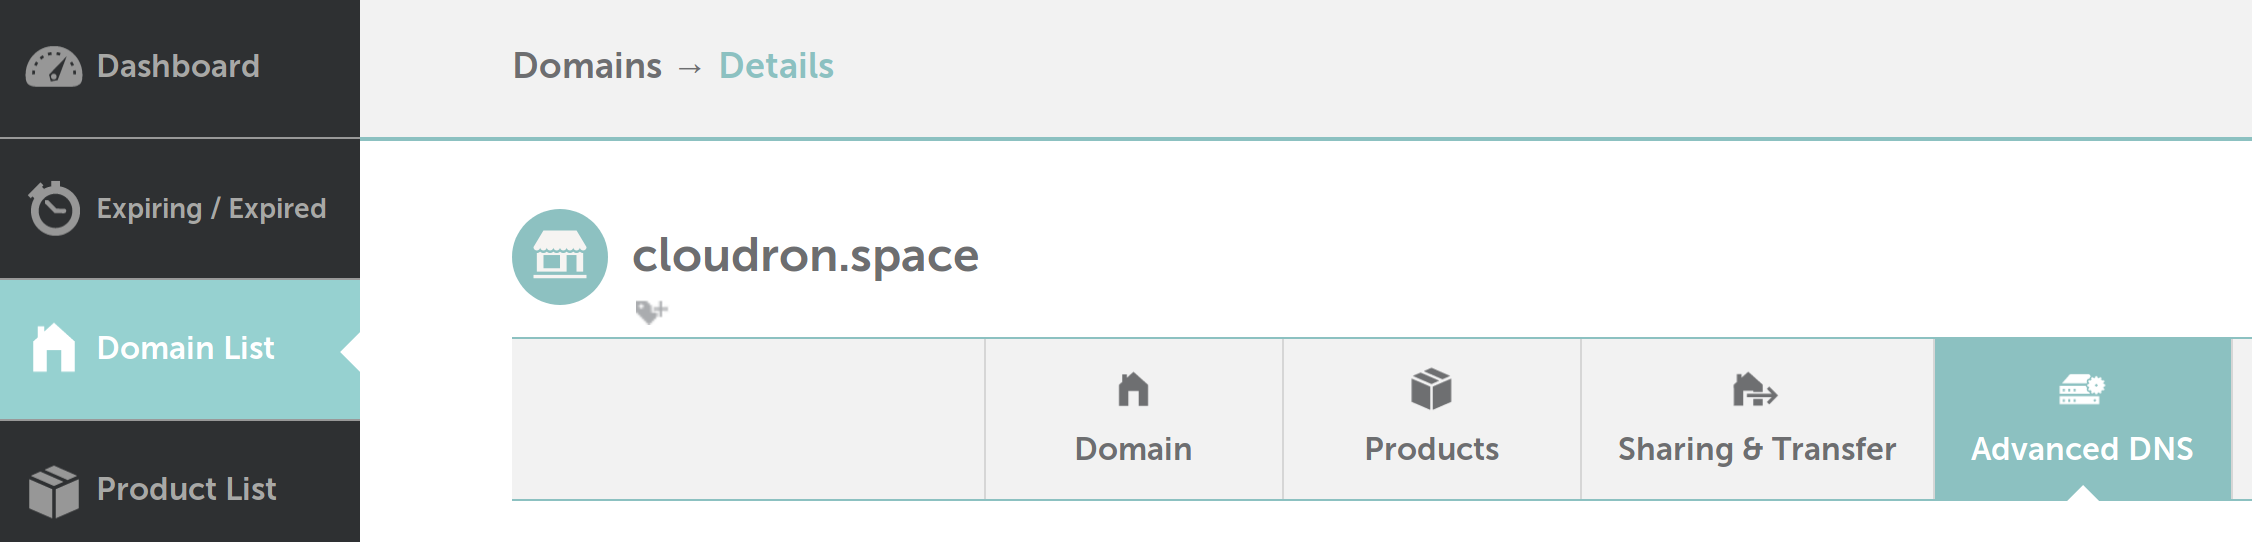 Dashboard
Expiring / Expired
Domain List
Product List
Domains → Details
cloudron.space
Domain
Products
Sharing & Transfer
Advanced DNS